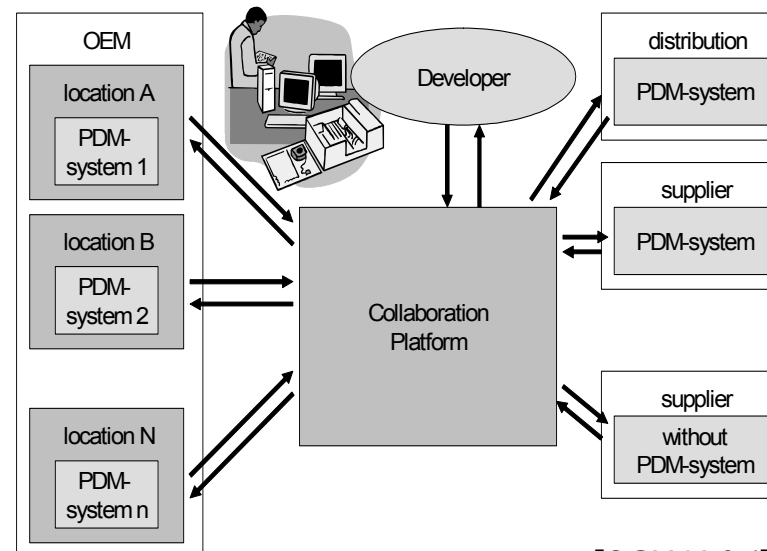 OEM
location A
PDM-
system 1
location B
PDM-
system 2
location N
PDM-
system n
Developer
Collaboration
Platform
distribution
PDM-system
supplier
PDM-system
supplier
without
PDM-system